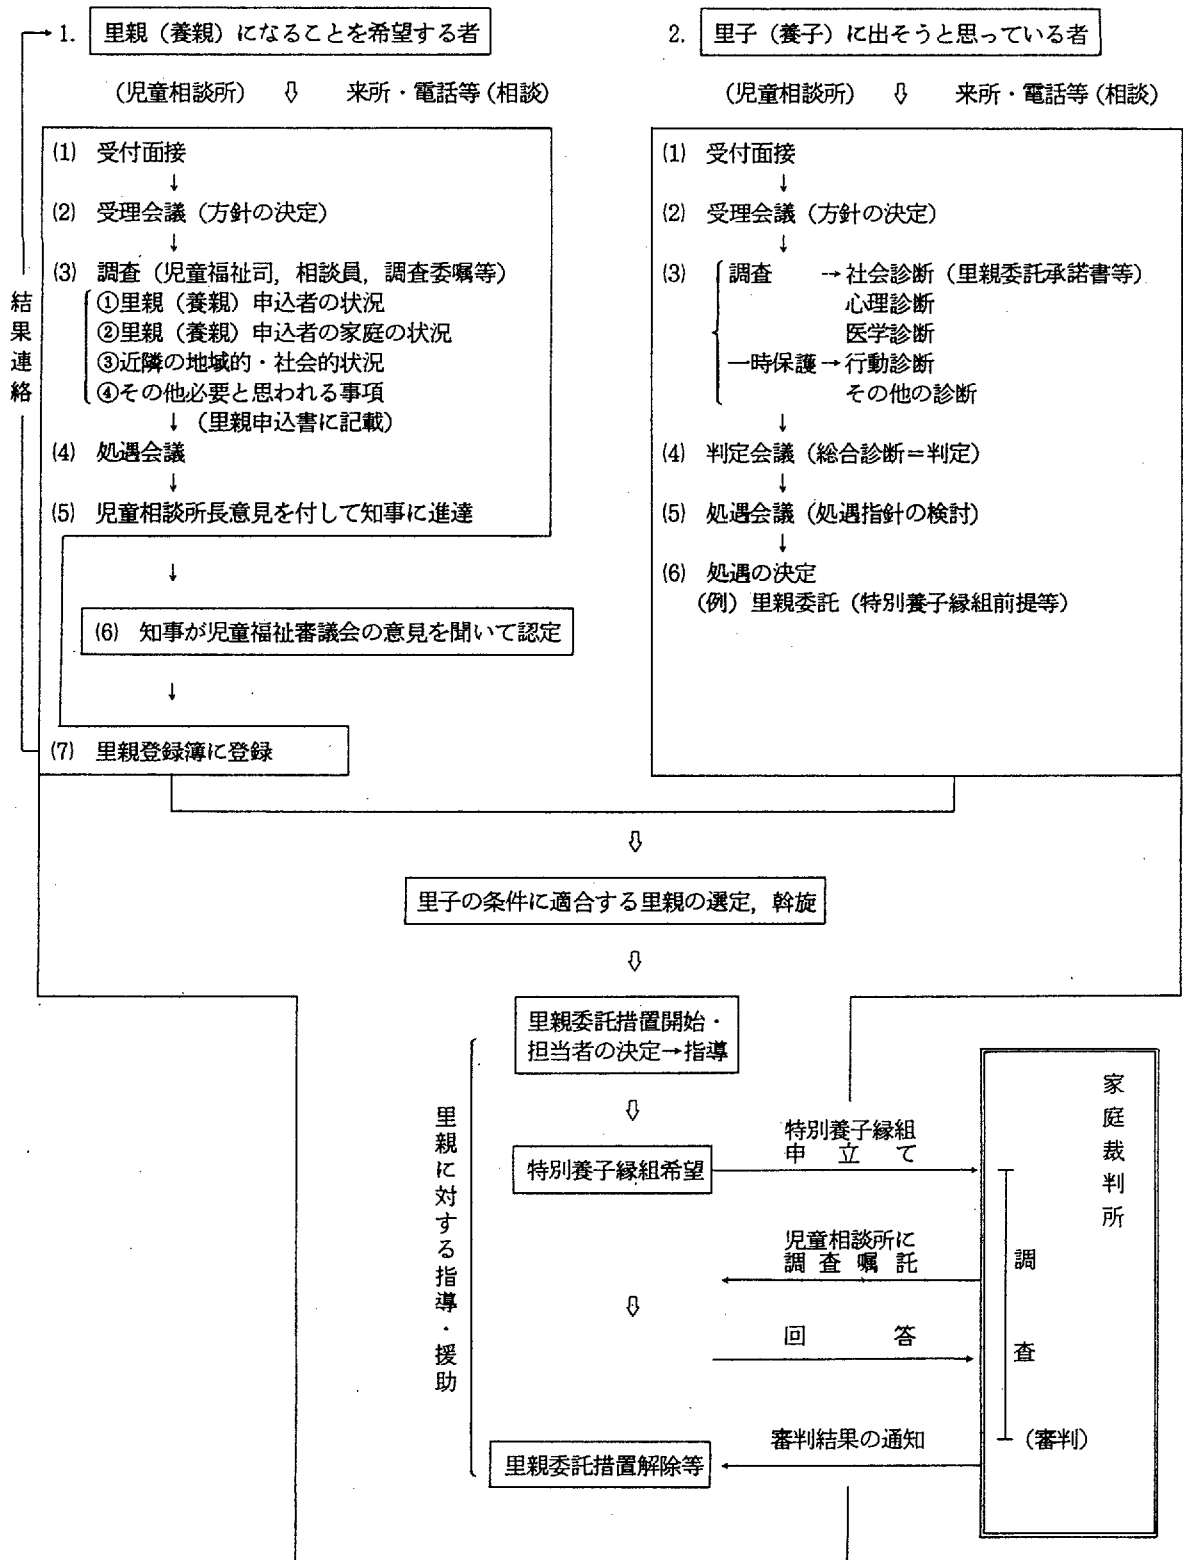 1. 里親（養親）になることを希望する者
（児童相談所） ⇩ 来所・電話等（相談）
(1) 受付面接
↓
(2) 受理会議（方針の決定）
↓
(3) 調査（児童福祉司，相談員，調査委嘱等）
①里親（養親）申込者の状況
②里親（養親）申込者の家庭の状況
③近隣の地域的・社会的状況
④その他必要と思われる事項
↓（里親申込書に記載）
(4) 処遇会議
↓
(5) 児童相談所長意見を付して知事に進達
↓
(6) 知事が児童福祉審議会の意見を聞いて認定
↓
(7) 里親登録簿に登録
結果連絡
2. 里子（養子）に出そうと思っている者
（児童相談所） ⇩ 来所・電話等（相談）
(1) 受付面接
↓
(2) 受理会議（方針の決定）
↓
(3) 調査 →社会診断（里親委託承諾書等）
心理診断
医学診断
一時保護→行動診断
その他の診断
↓
(4) 判定会議（総合診断＝判定）
↓
(5) 処遇会議（処遇指針の検討）
↓
(6) 処遇の決定
（例）里親委託（特別養子縁組前提等）
⇩
里子の条件に適合する里親の選定，斡旋
⇩
里親委託措置開始・
担当者の決定→指導
⇩
特別養子縁組希望
特別養子縁組
申立て
児童相談所に
調査嘱託
⇩
回答
審判結果の通知
里親委託措置解除等
里親に対する指導・援助
家庭裁判所
調査
（審判）